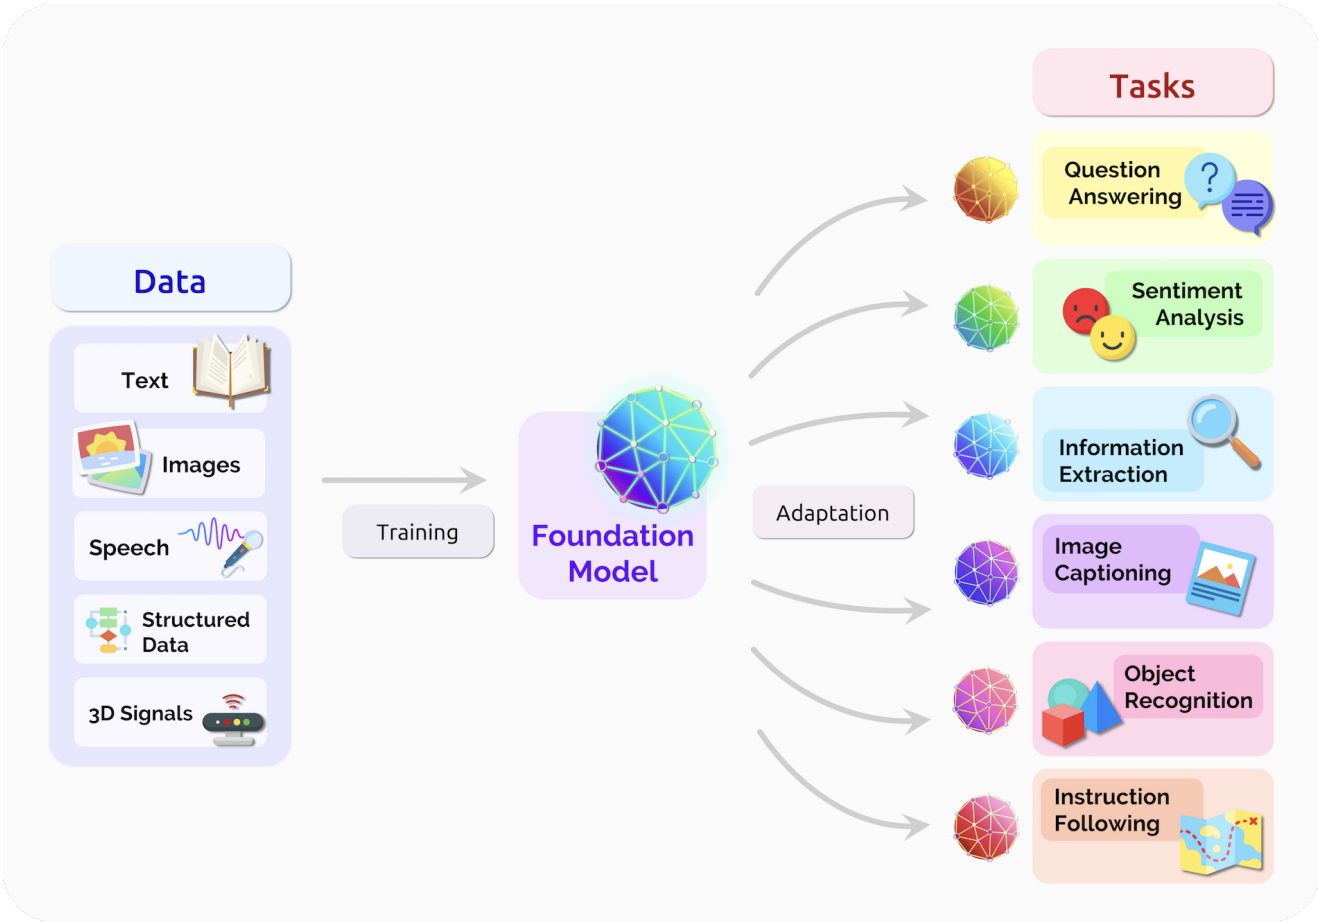 Data
Text
Images
Speech
Structured
Data
3D Signals
Training
Foundation
Model
Adaptation
Tasks
Question
Answering
?
Sentiment
Analysis
Information
Extraction
Image
Captioning
Object
Recognition
Instruction
Following